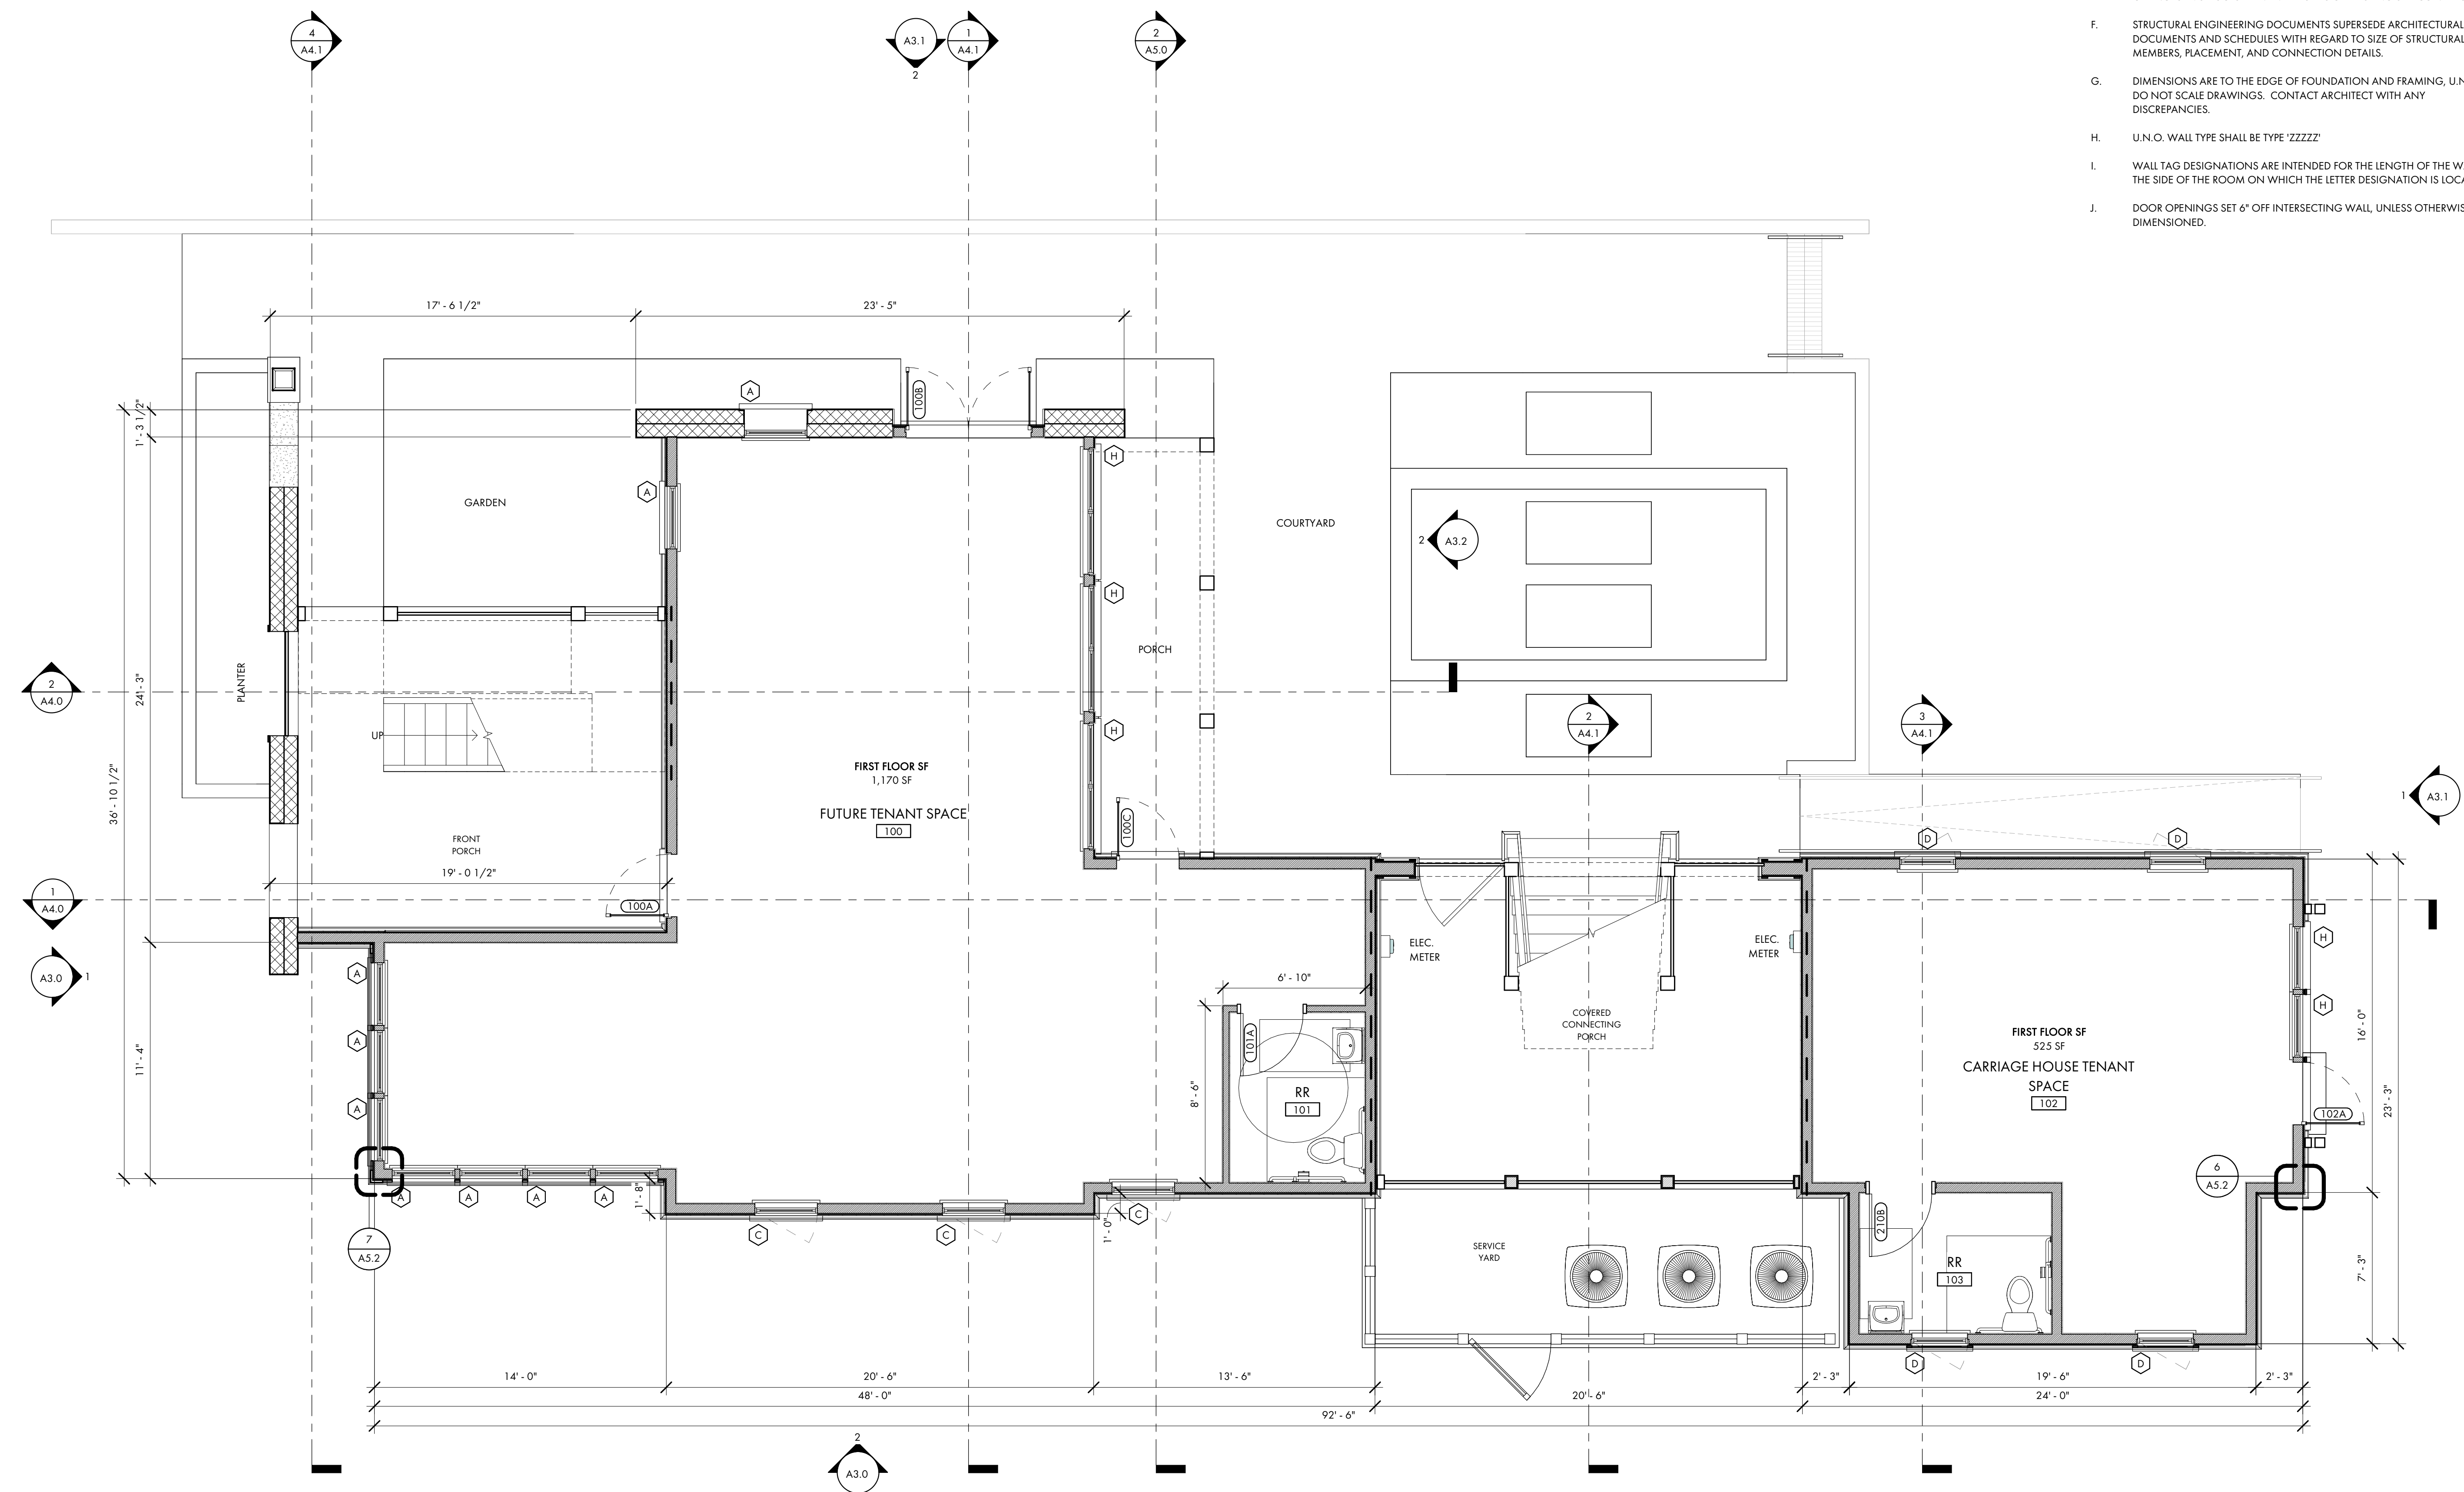 F. STRUCTURAL ENGINEERING DOCUMENTS SUPERSEDE ARCHITECTURAL
DOCUMENTS AND SCHEDULES WITH REGARD TO SIZE OF STRUCTURAL
MEMBERS, PLACEMENT, AND CONNECTION DETAILS.
G. DIMENSIONS ARE TO THE EDGE OF FOUNDATION AND FRAMING,
DO NOT SCALE DRAWINGS. CONTACT ARCHITECT WITH ANY
DISCREPANCIES.
H. U.N.O. WALL TYPE SHALL BE TYPE 'ZZZZZ'
I. WALL TAG DESIGNATIONS ARE INTENDED FOR THE LENGTH OF THE
THE SIDE OF THE ROOM ON WHICH THE LETTER DESIGNATION IS
J. DOOR OPENINGS SET 6" OFF INTERSECTING WALL, UNLESS
DIMENSIONED.
4
A4.1
A3.1
2
1
A4.1
2
A5.0
17' - 6 1/2"
23' - 5"
1' - 3 1/2"
24' - 3"
36' - 10 1/2"
11' - 4"
A
100B
A
H
H
H
GARDEN
COURTYARD
2
A3.2
PORCH
PLANTER
2
A4.0
UP
2
A4.1
3
A4.1
FIRST FLOOR SF
1,170 SF
FUTURE TENANT SPACE
100
100C
1
A3.1
FRONT
PORCH
19' - 0 1/2"
100A
D
D
1
A4.0
A3.0
1
ELEC.
METER
ELEC.
METER
H
H
A
A
A
6' - 10"
8' - 6"
101A
RR
101
COVERED
CONNECTING
PORCH
FIRST FLOOR SF
525 SF
CARRIAGE HOUSE TENANT
SPACE
102
102A
16' - 0"
23' - 3"
7' - 3"
6
A5.2
A
A
A
A
1' - 8"
C
C
C
1' - 0"
7
A5.2
SERVICE
YARD
210B
RR
103
D
D
14' - 0"
20' - 6"
13' - 6"
2' - 3"
19' - 6"
2' - 3"
48' - 0"
20' - 6"
24' - 0"
92' - 6"
2
A3.0